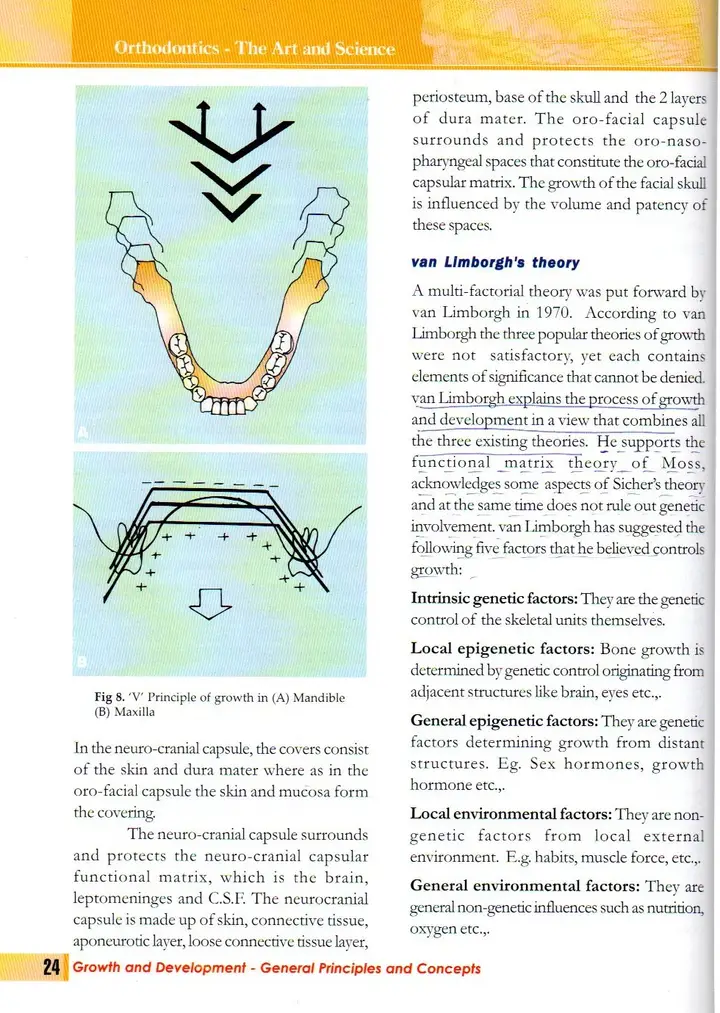 Orthodontics - The Art and Science
A
B
Fig 8. 'V' Principle of growth in (A) Mandible
(B) Maxilla
In the neuro-cranial capsule, the covers consist
of the skin and dura mater where as in the
oro-facial capsule the skin and mucosa form
the covering.
The neuro-cranial capsule surrounds
and protects the neuro-cranial capsular
functional matrix, which is the brain,
leptomeninges and C.S.F. The neurocranial
capsule is made up of skin, connective tissue,
aponeurotic layer, loose connective tissue layer,
periosteum, base of the skull and the 2 layers
of dura mater. The oro-facial capsule
surrounds and protects the oro-naso-
pharyngeal spaces that constitute the oro-facial
capsular matrix. The growth of the facial skull
is influenced by the volume and patency of
these spaces.
van Limborgh's theory
A multi-factorial theory was put forward by
van Limborgh in 1970. According to van
Limborgh the three popular theories of growth
were not satisfactory, yet each contains
elements of significance that cannot be denied.
van Limborgh explains the process of growth
and development in a view that combines all
the three existing theories. He supports the
functional matrix theory of Moss,
acknowledges some aspects of Sicher's theory
and at the same time does not rule out genetic
involvement. van Limborgh has suggested the
following five factors that he believed controls
growth:
Intrinsic genetic factors: They are the genetic
control of the skeletal units themselves.
Local epigenetic factors: Bone growth is
determined by genetic control originating from
adjacent structures like brain, eyes etc.,.
General epigenetic factors: They are genetic
factors determining growth from distant
structures. Eg. Sex hormones, growth
hormone etc.,.
Local environmental factors: They are non-
genetic factors from local external
environment. E.g. habits, muscle force, etc.,.
General environmental factors: They are
general non-genetic influences such as nutrition,
oxygen etc.,.
24 Growth and Development - General Principles and Concepts